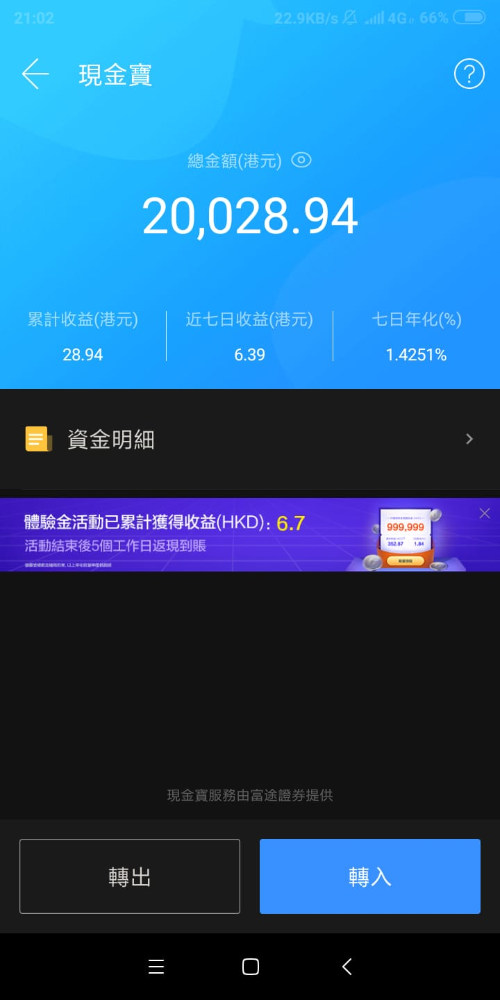 21:02
22.9KB/s 4G 66%
現金寶
總金額(港元)
20,028.94
累計收益(港元) 近七日收益(港元) 七日年化(%)
28.94 6.39 1.4251%
資金明細
體驗金活動已累計獲得收益(HKD): 6.7
活動結束後5個工作日返現到賬
999,999
352.87 1.84
現金寶服務由富途證券提供
轉出 轉入